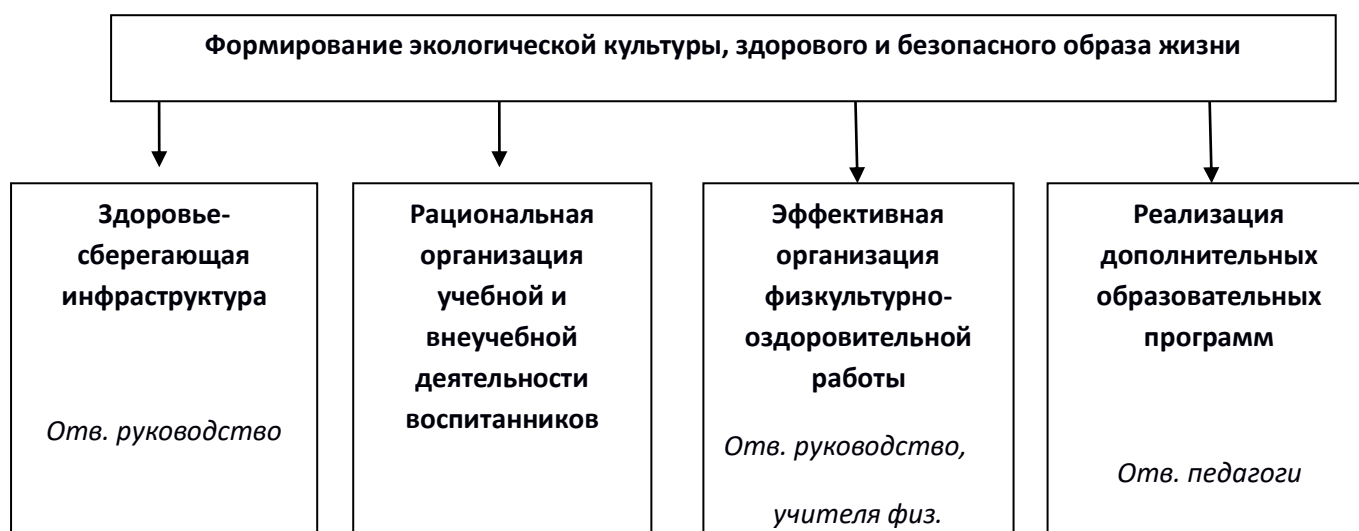 Формирование экологической культуры, здорового и безопасного образа жизни
Здоровье-
сберегающая
инфраструктура
Отв. руководство
Рациональная
организация
учебной и
внеучебной
деятельности
воспитанников
Эффективная
организация
физкультурно-
оздоровительной
работы
Отв. руководство,
учителя физ.
Реализация
дополнительных
образовательных
программ
Отв. педагоги